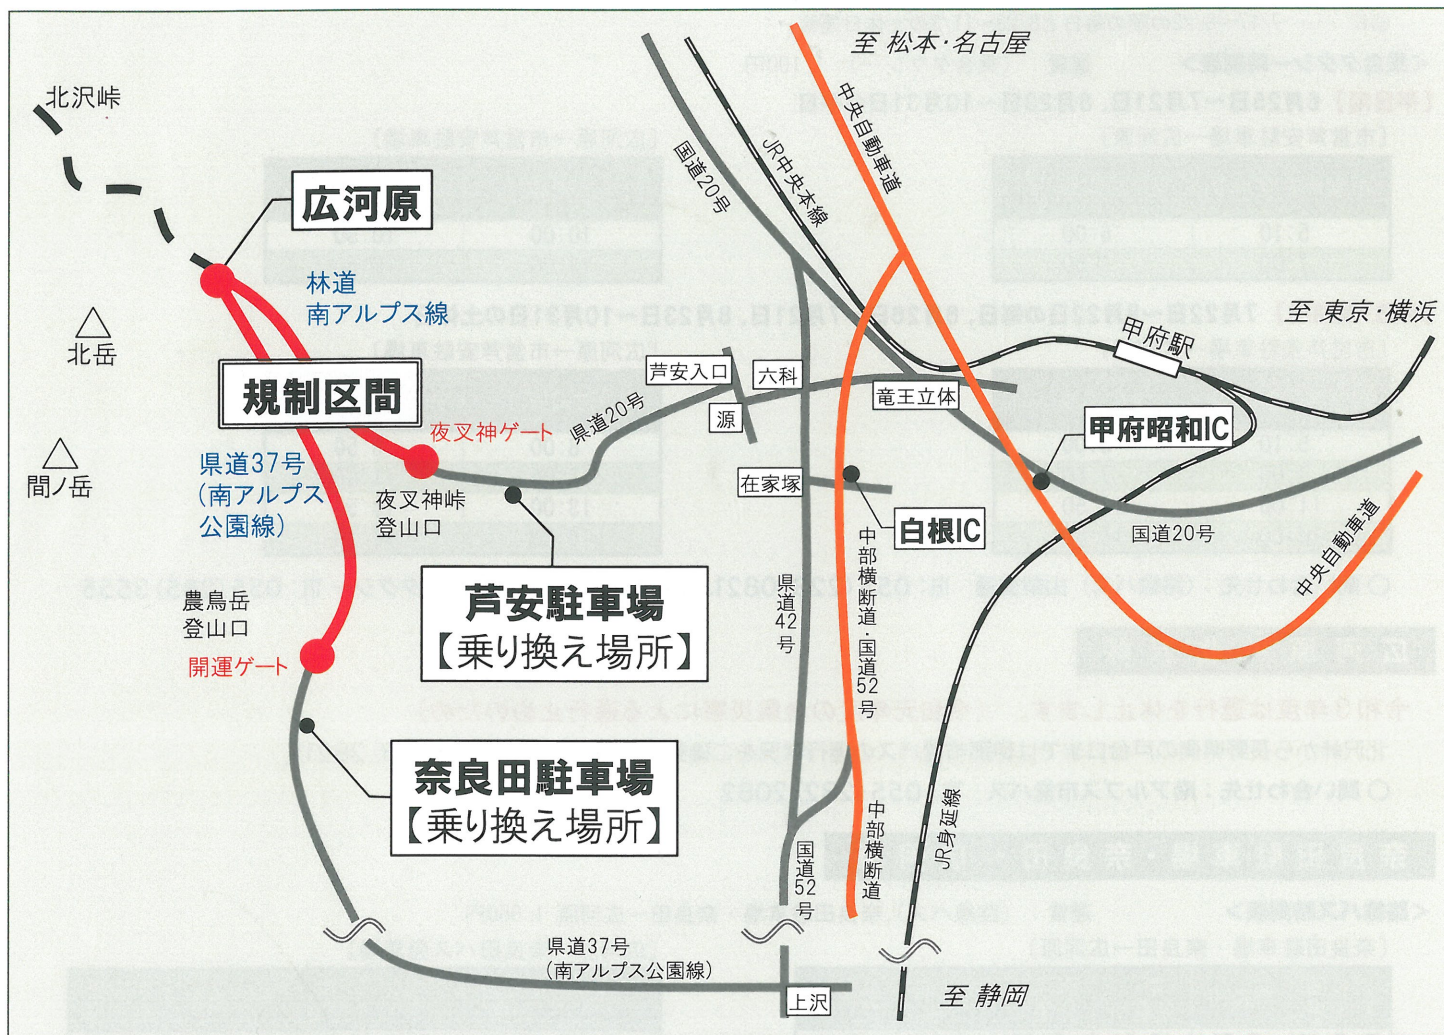 至 松本・名古屋
北沢峠
中央自動車道
国道20号
JR中央本線
広河原
林道
南アルプス線
至 東京・横浜
北岳
甲府駅
芦安入口
六科
竜王立体
規制区間
県道20号
源
甲府昭和IC
夜叉神ゲート
間ノ岳
県道37号
（南アルプス
公園線）
在家塚
夜叉神峠
登山口
白根IC
国道20号
中央自動車道
中部横断道・国道52号
県道42号
芦安駐車場
【乗り換え場所】
農鳥岳
登山口
開運ゲート
奈良田駐車場
【乗り換え場所】
中部横断道
JR身延線
国道52号
県道37号
（南アルプス公園線）
上沢
至 静岡